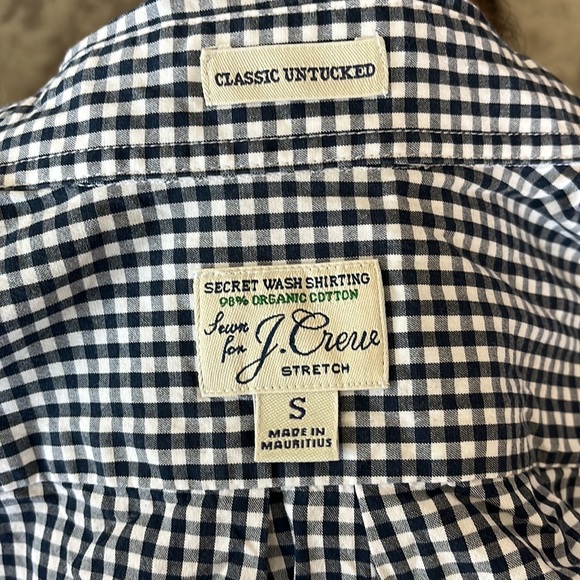 CLASSIC UNTUCKED
SECRET WASH SHIRTING
98% ORGANIC COTTON
Sewn
for J.Crew
STRETCH
S
MADE IN
MAURITIUS